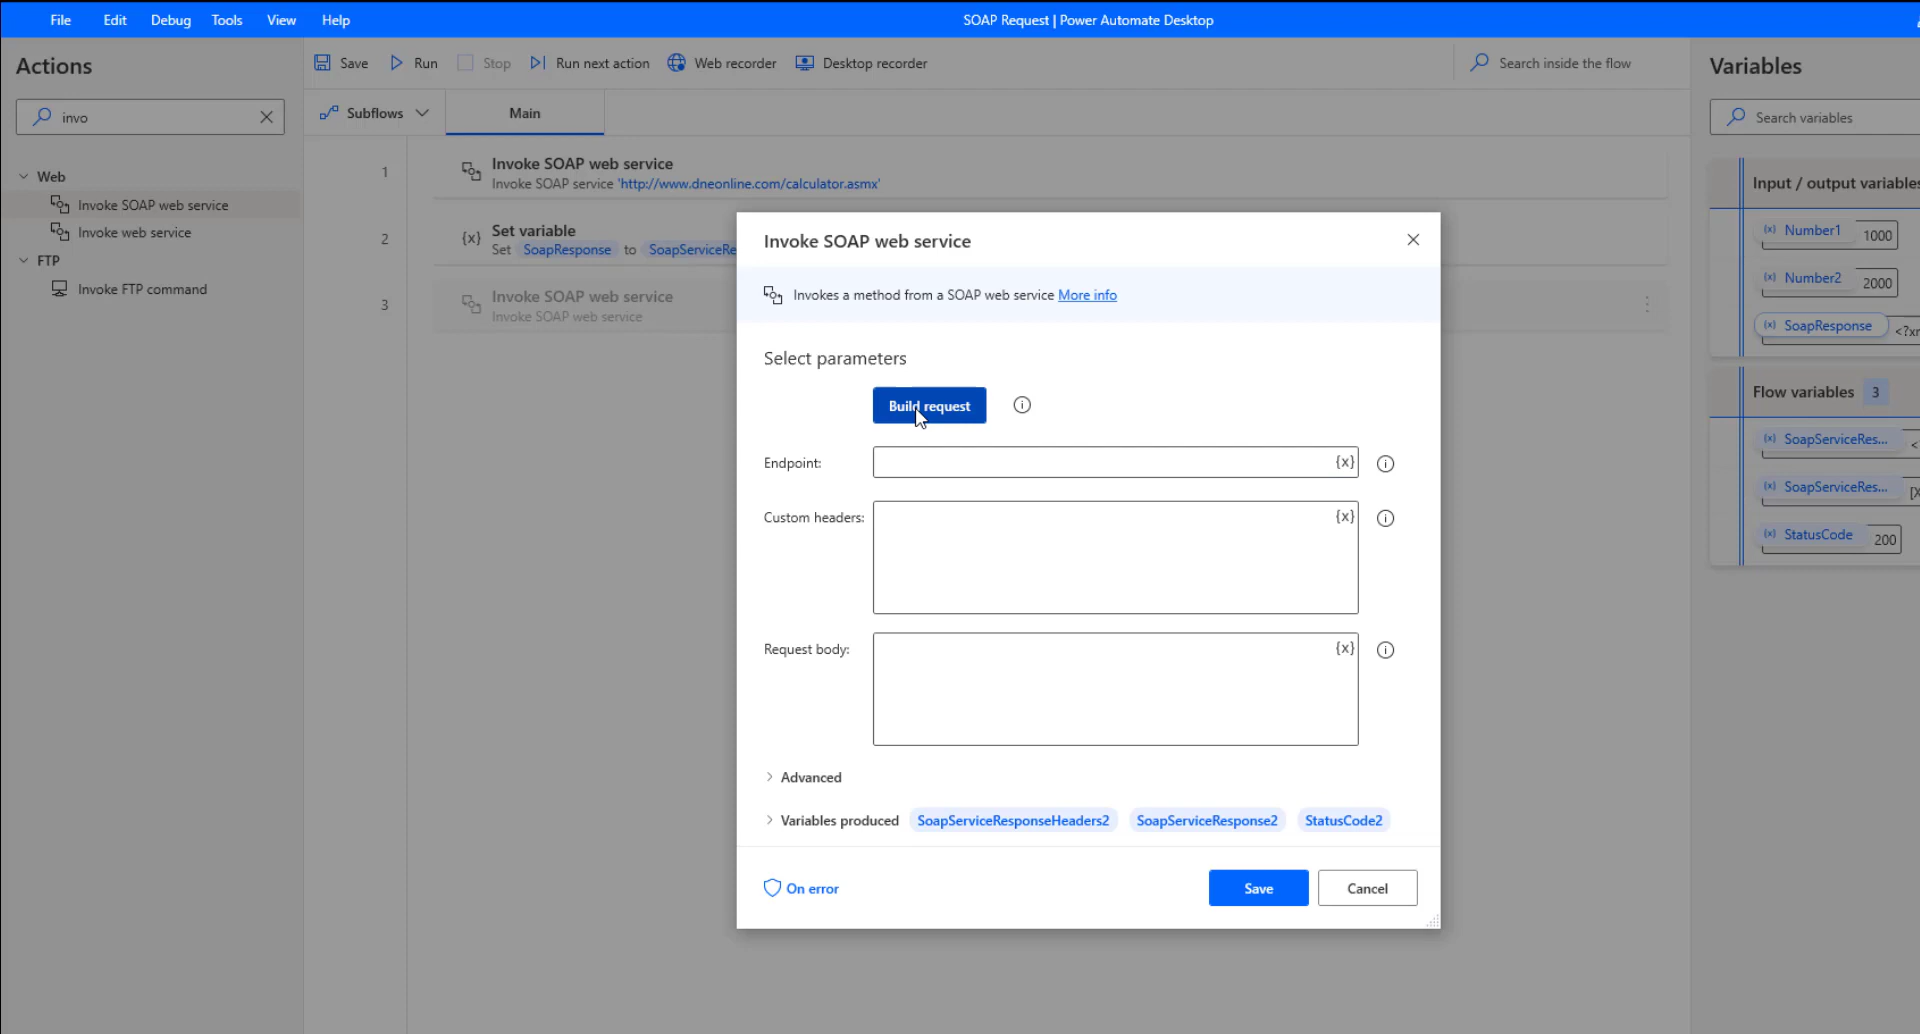 File Edit Debug Tools View Help
SOAP Request | Power Automate Desktop
Actions
invo
Web
Invoke SOAP web service
Invoke web service
FTP
Invoke FTP command
Save Run Stop Run next action Web recorder Desktop recorder
Search inside the flow
Subflows Main
1
Invoke SOAP web service
Invoke SOAP service 'http://www.dneonline.com/calculator.asmx'
2
{x} Set variable
Set SoapResponse to SoapServiceRe
3
Invoke SOAP web service
Invoke SOAP web service
Invoke SOAP web service
Invokes a method from a SOAP web service More info
Select parameters
Build request
Endpoint: {x}
Custom headers: {x}
Request body: {x}
Advanced
Variables produced SoapServiceResponseHeaders2 SoapServiceResponse2 StatusCode2
On error
Save Cancel
Variables
Search variables
Input / output variables
(x) Number1 1000
(x) Number2 2000
(x) SoapResponse <?xr
Flow variables 3
(x) SoapServiceRes... <
(x) SoapServiceRes... [X
(x) StatusCode 200